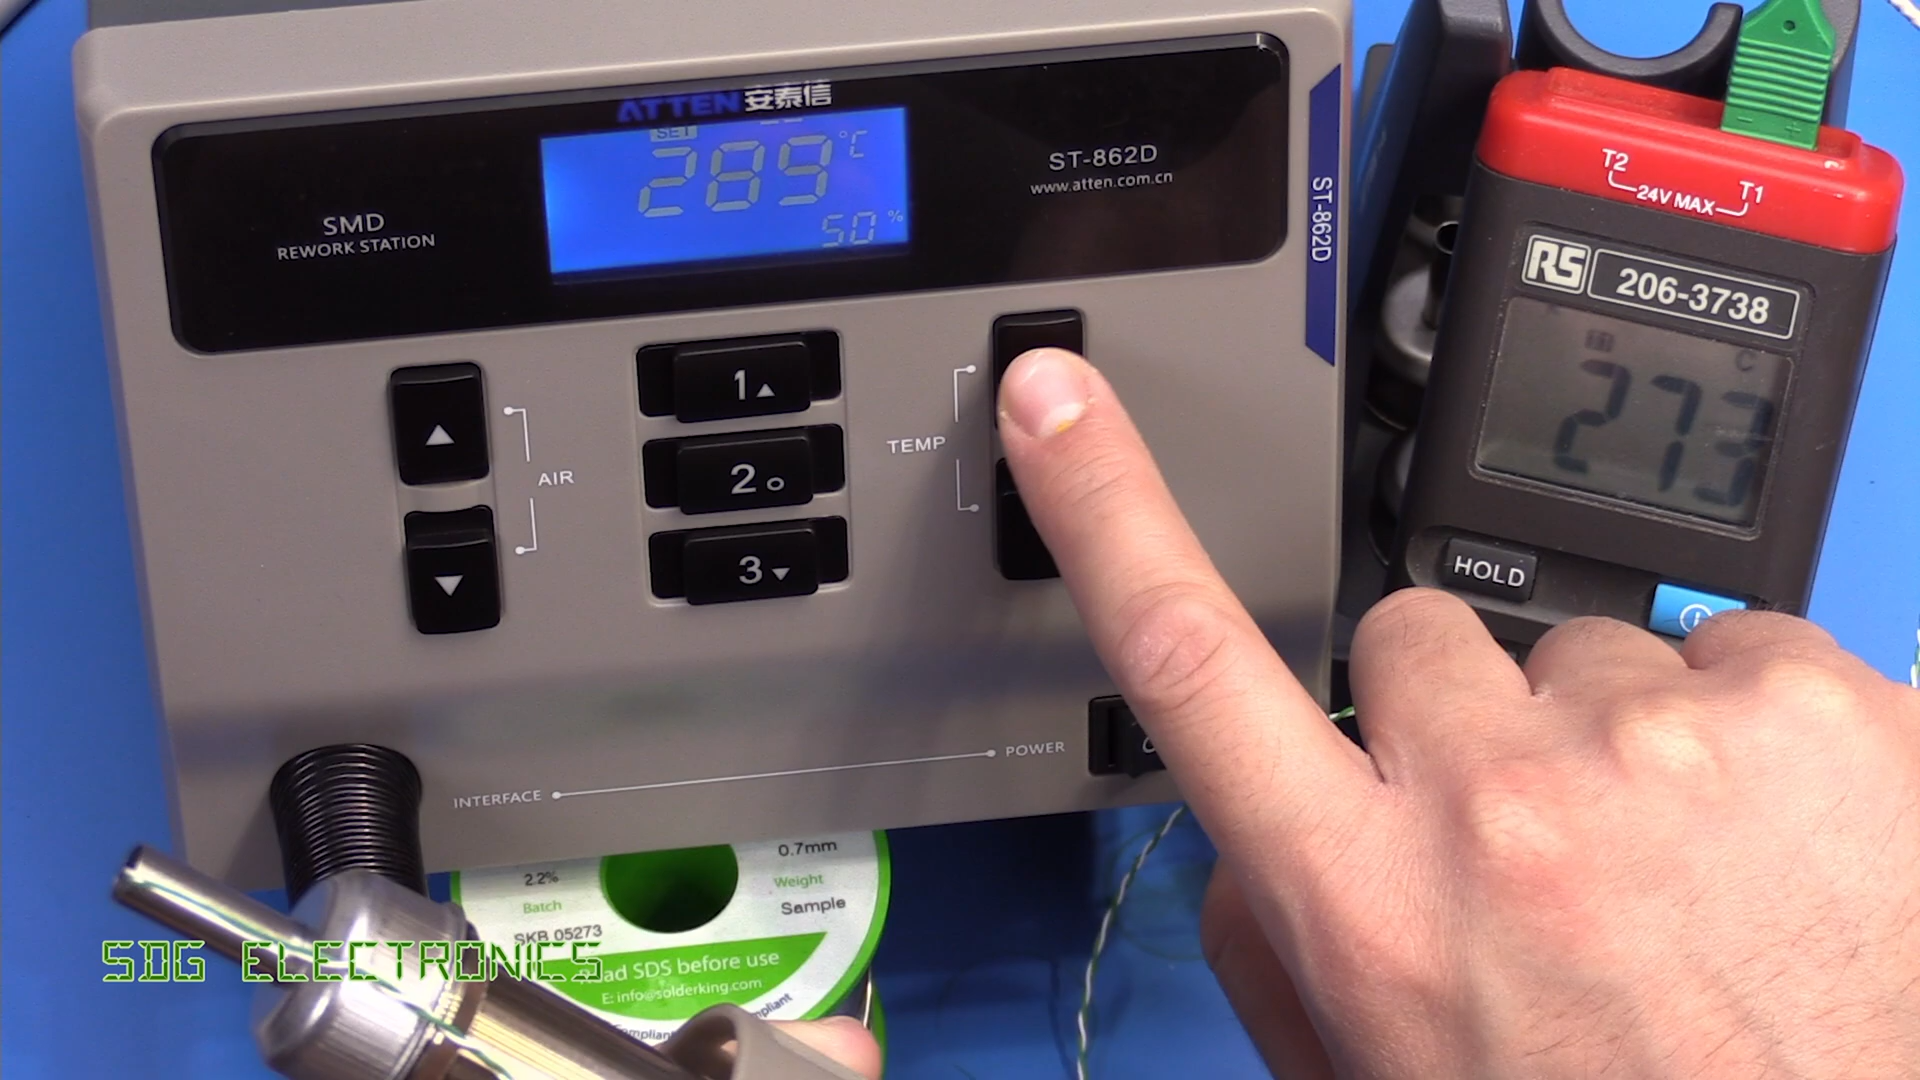 ATTEN 安泰信
SET
289 °C
50 %
SMD
REWORK STATION
ST-862D
www.atten.com.cn
ST-862D
AIR
1
2
3
TEMP
INTERFACE
POWER
T2
T1
24V MAX
RS
206-3738
273
C
HOLD
0.7mm
2.2%
Weight
Batch
Sample
SKB 05273
Read SDS before use
E: info@solderking.com
SDG ELECTRONICS